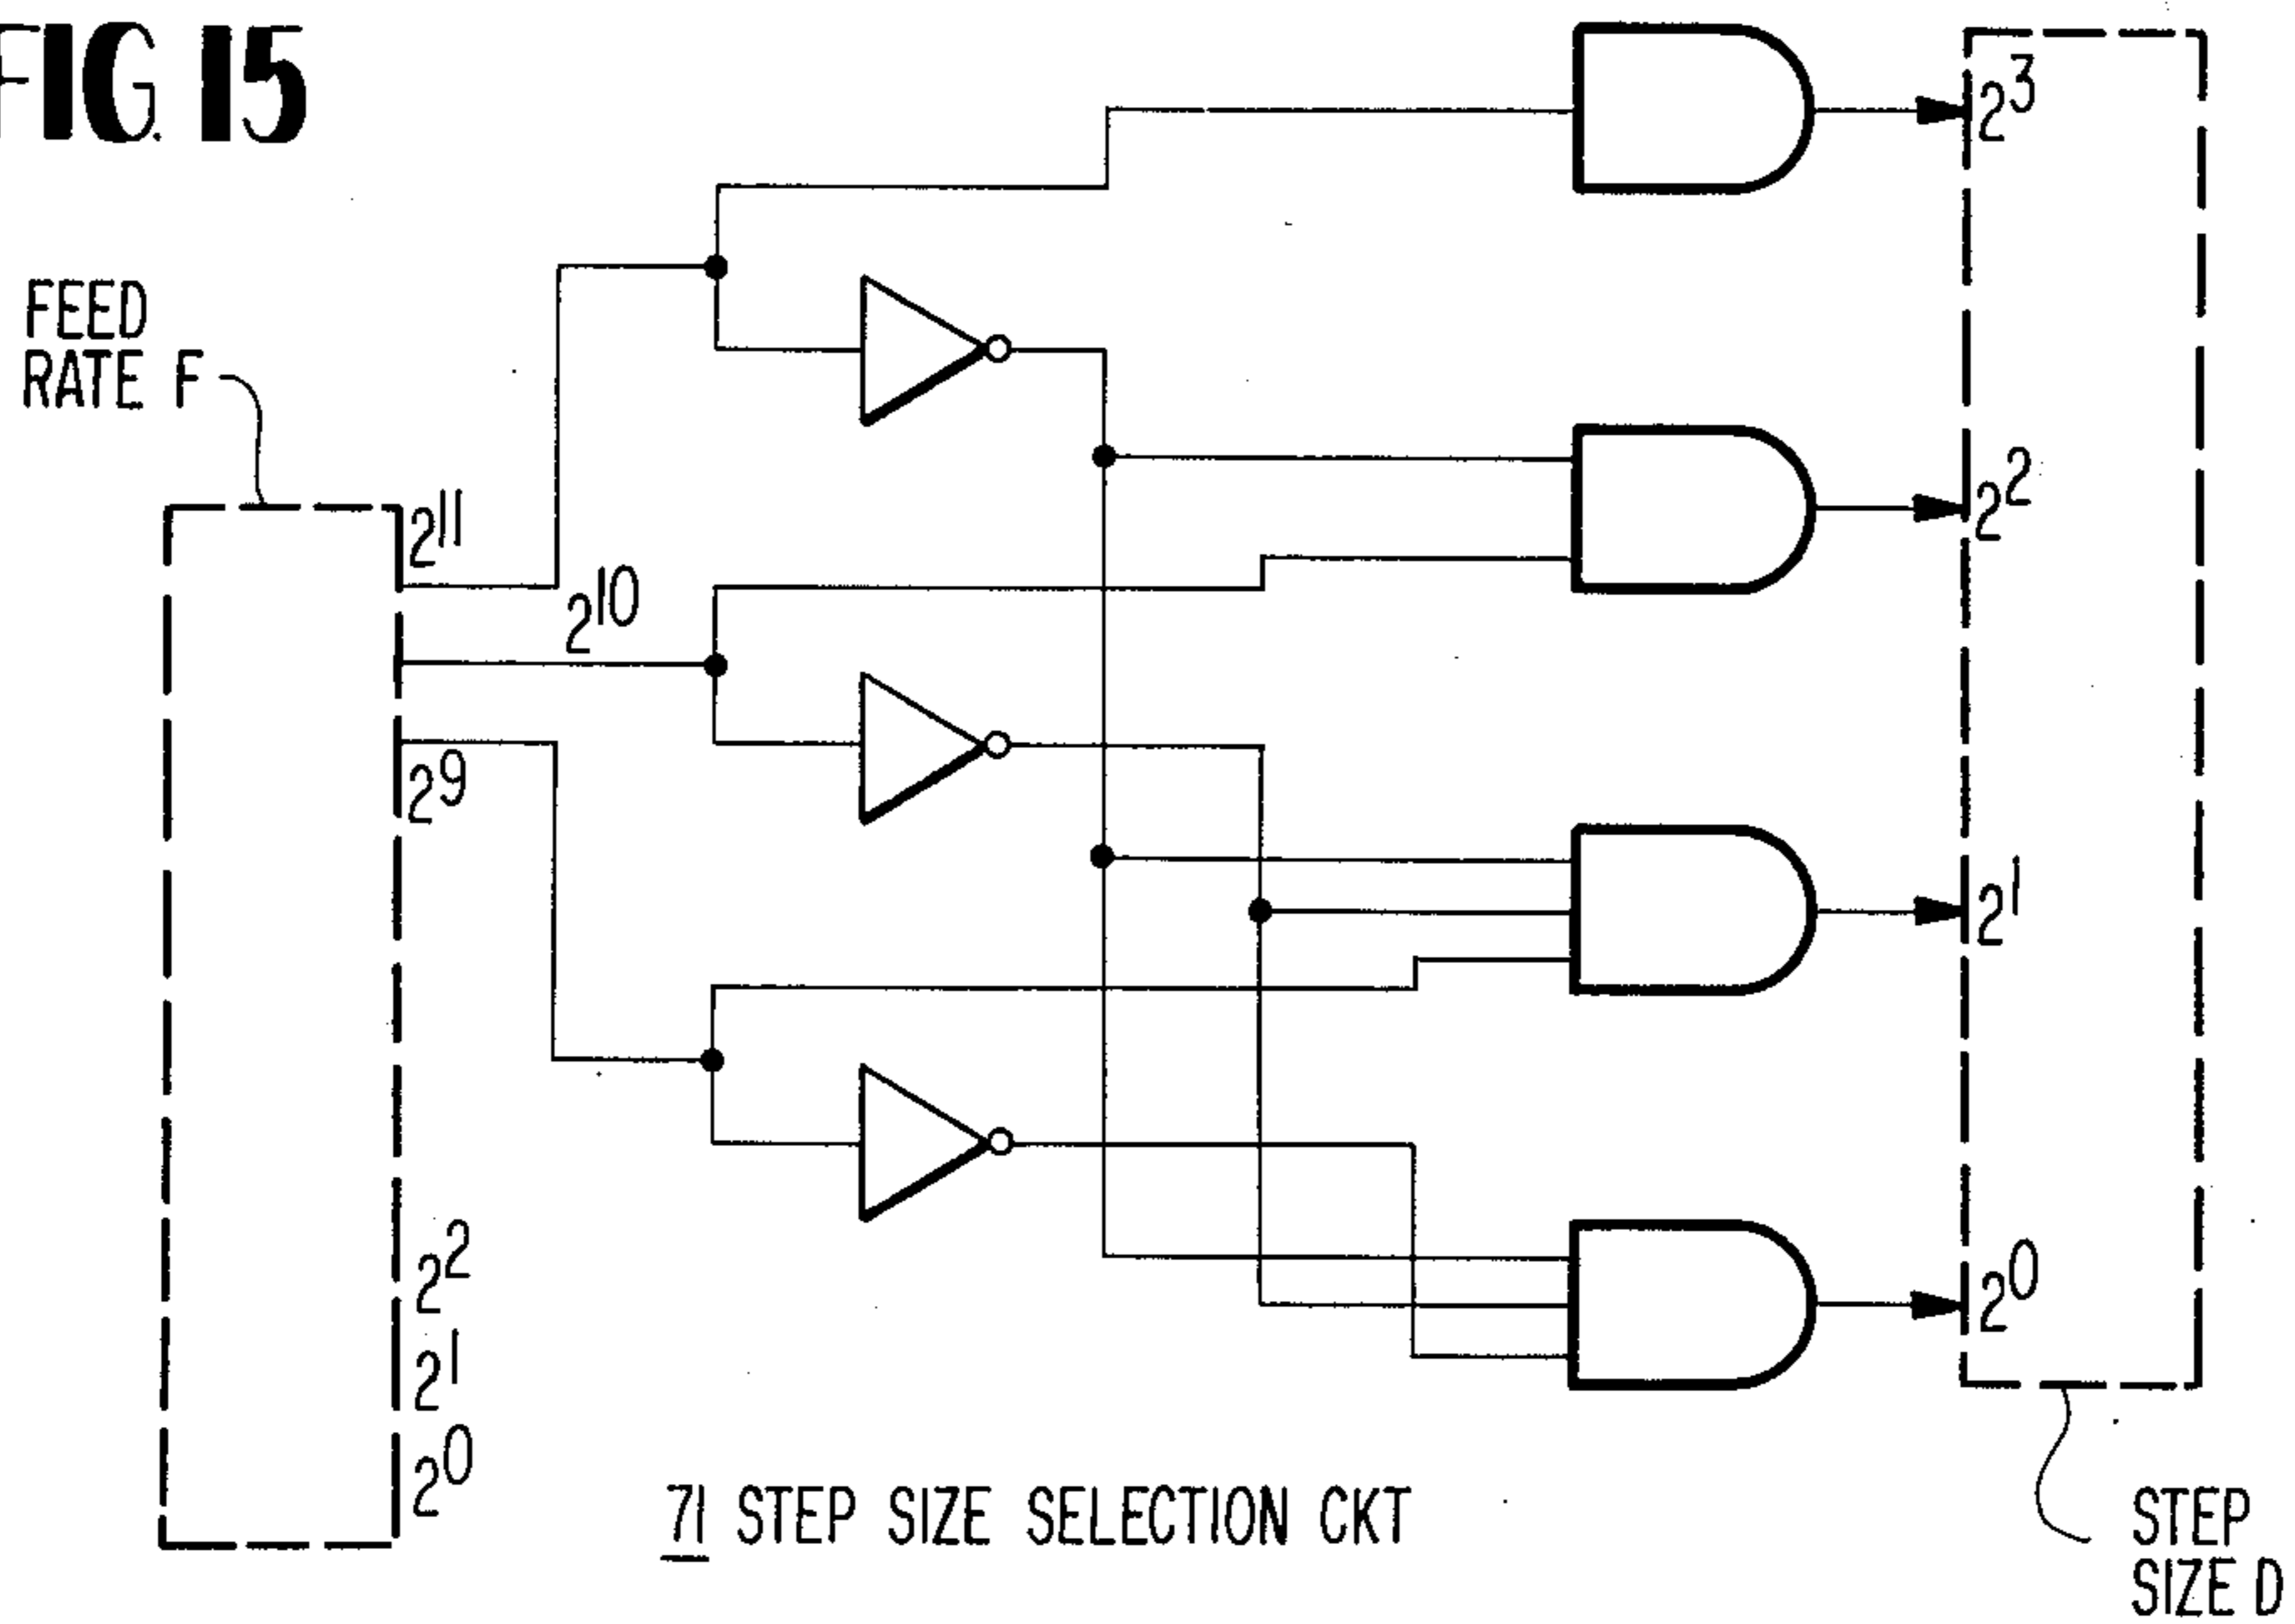 FIG. 15
FEED
RATE F
2^11
2^10
2^9
2^2
2^1
2^0
2^3
2^2
2^1
2^0
71 STEP SIZE SELECTION CKT
STEP
SIZE D